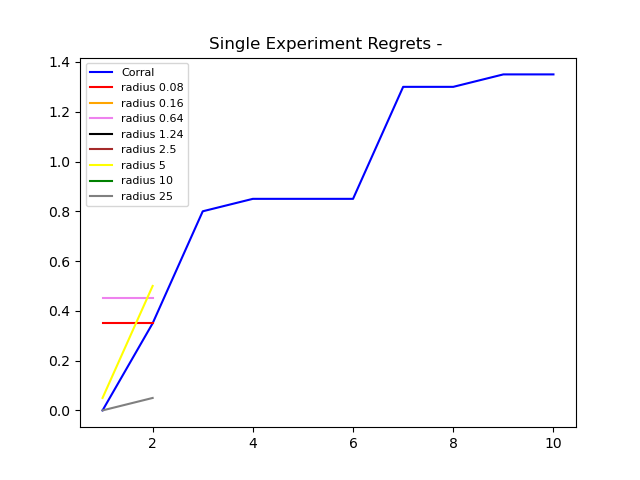 Single Experiment Regrets -
1.4
1.2
1.0
0.8
0.6
0.4
0.2
0.0
Corral
radius 0.08
radius 0.16
radius 0.64
radius 1.24
radius 2.5
radius 5
radius 10
radius 25
2 4 6 8 10